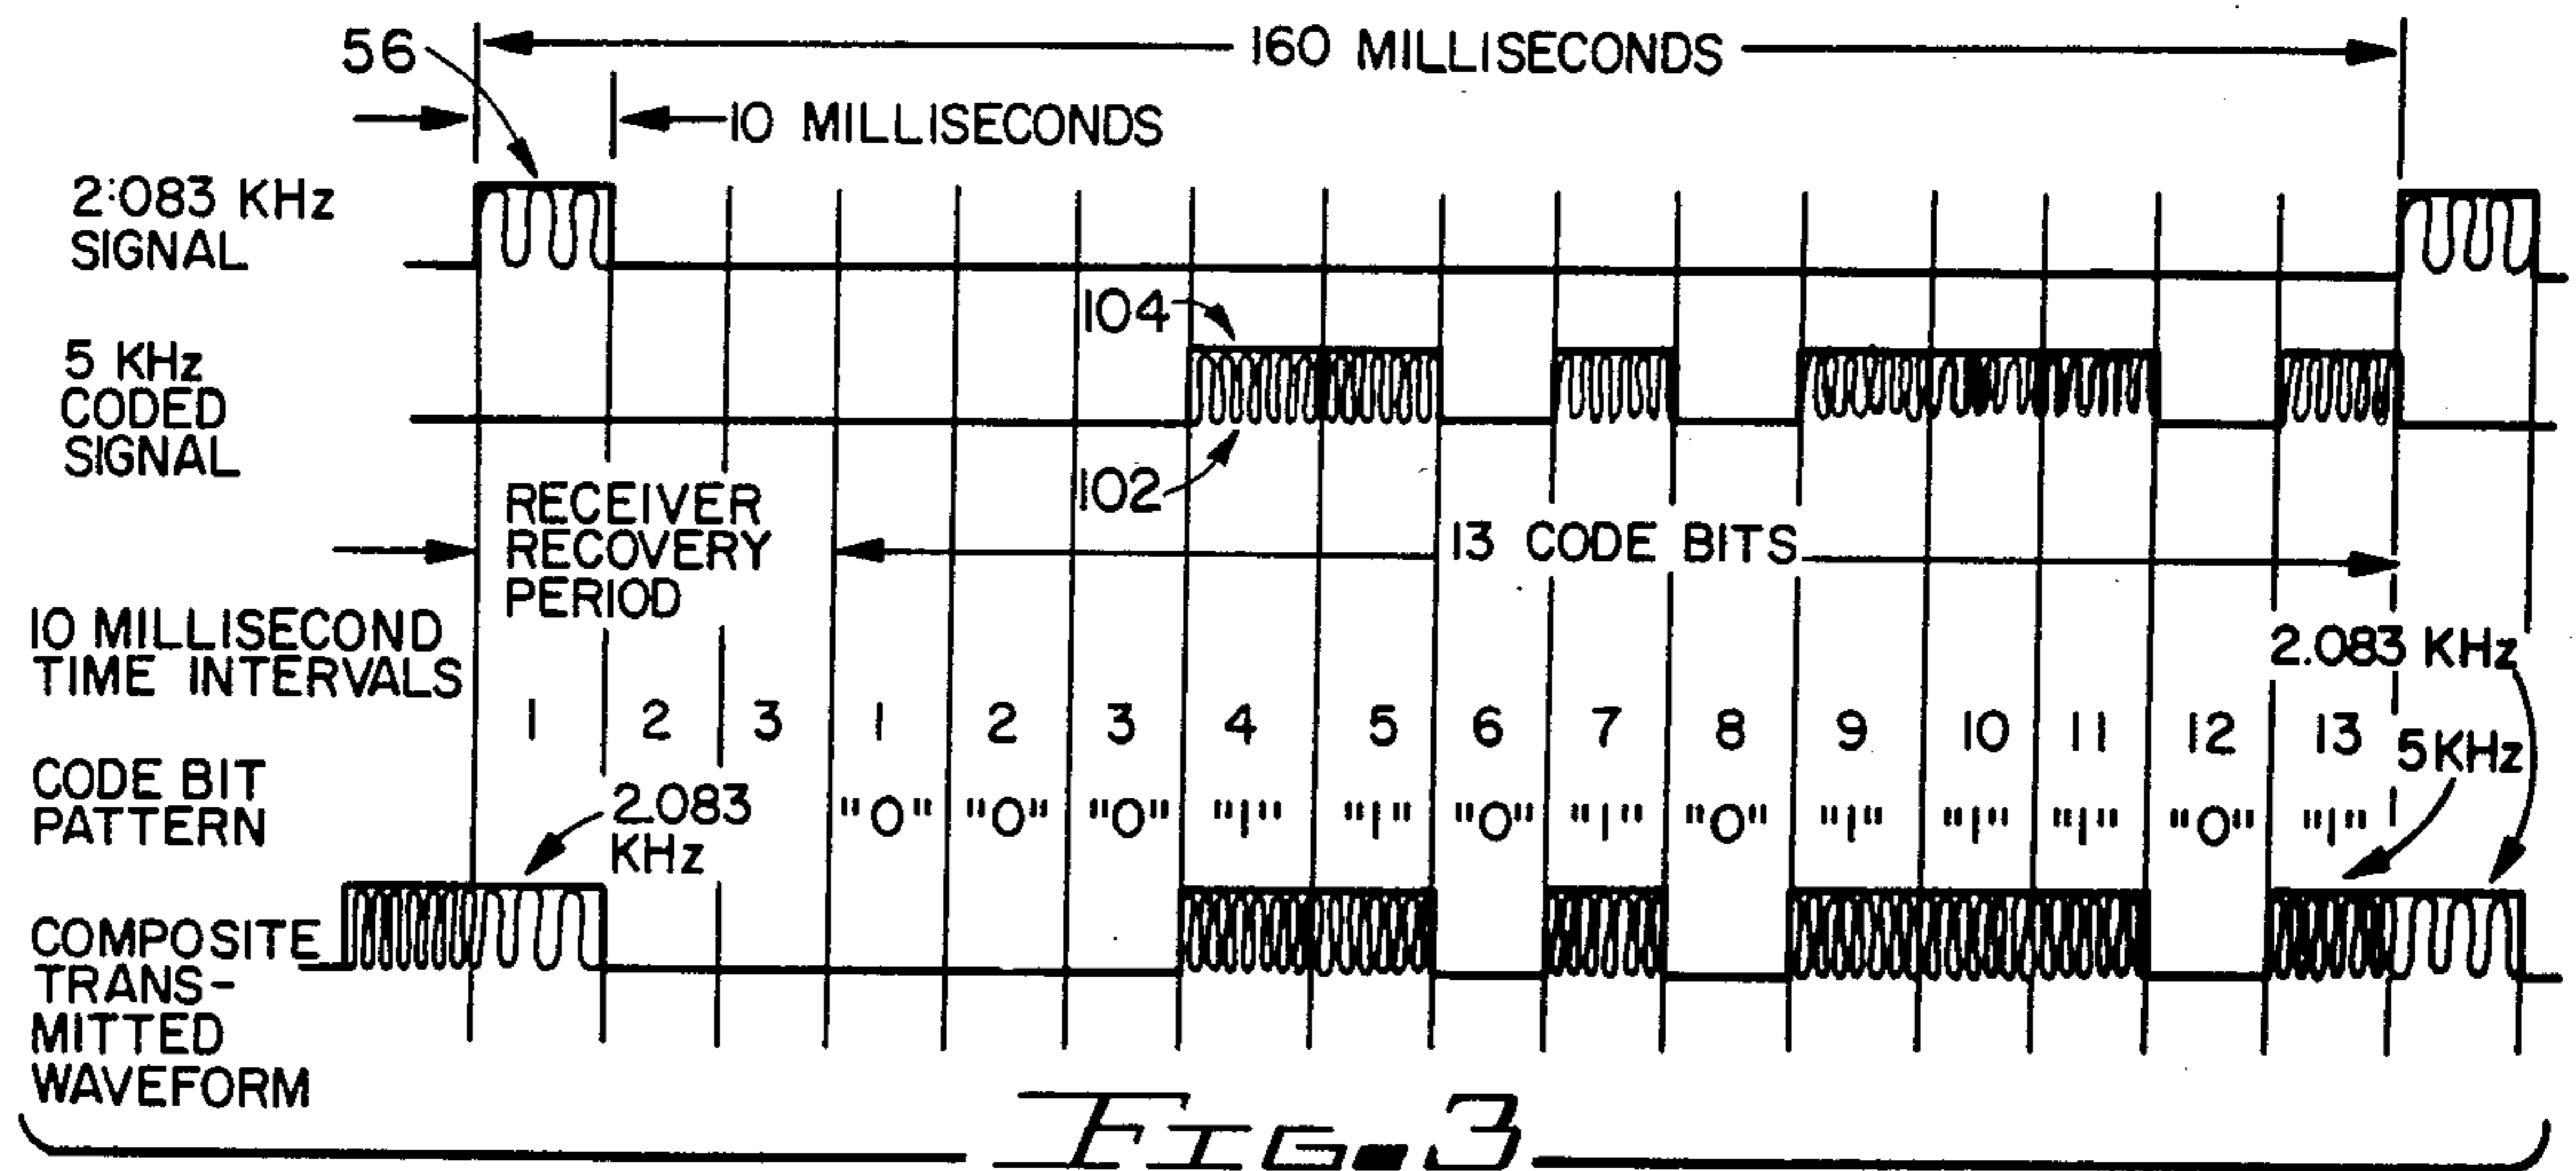 56
160 MILLISECONDS
10 MILLISECONDS
2:083 KHz
SIGNAL
104
5 KHz
CODED
SIGNAL
102
RECEIVER
RECOVERY
PERIOD
13 CODE BITS
10 MILLISECOND
TIME INTERVALS
2.083 KHz
1 2 3 1 2 3 4 5 6 7 8 9 10 11 12 13
5 KHz
CODE BIT
PATTERN
2.083
KHz
"0" "0" "0" "1" "1" "0" "1" "0" "1" "1" "1" "0" "1"
COMPOSITE
TRANS-
MITTED
WAVEFORM
FIG. 3